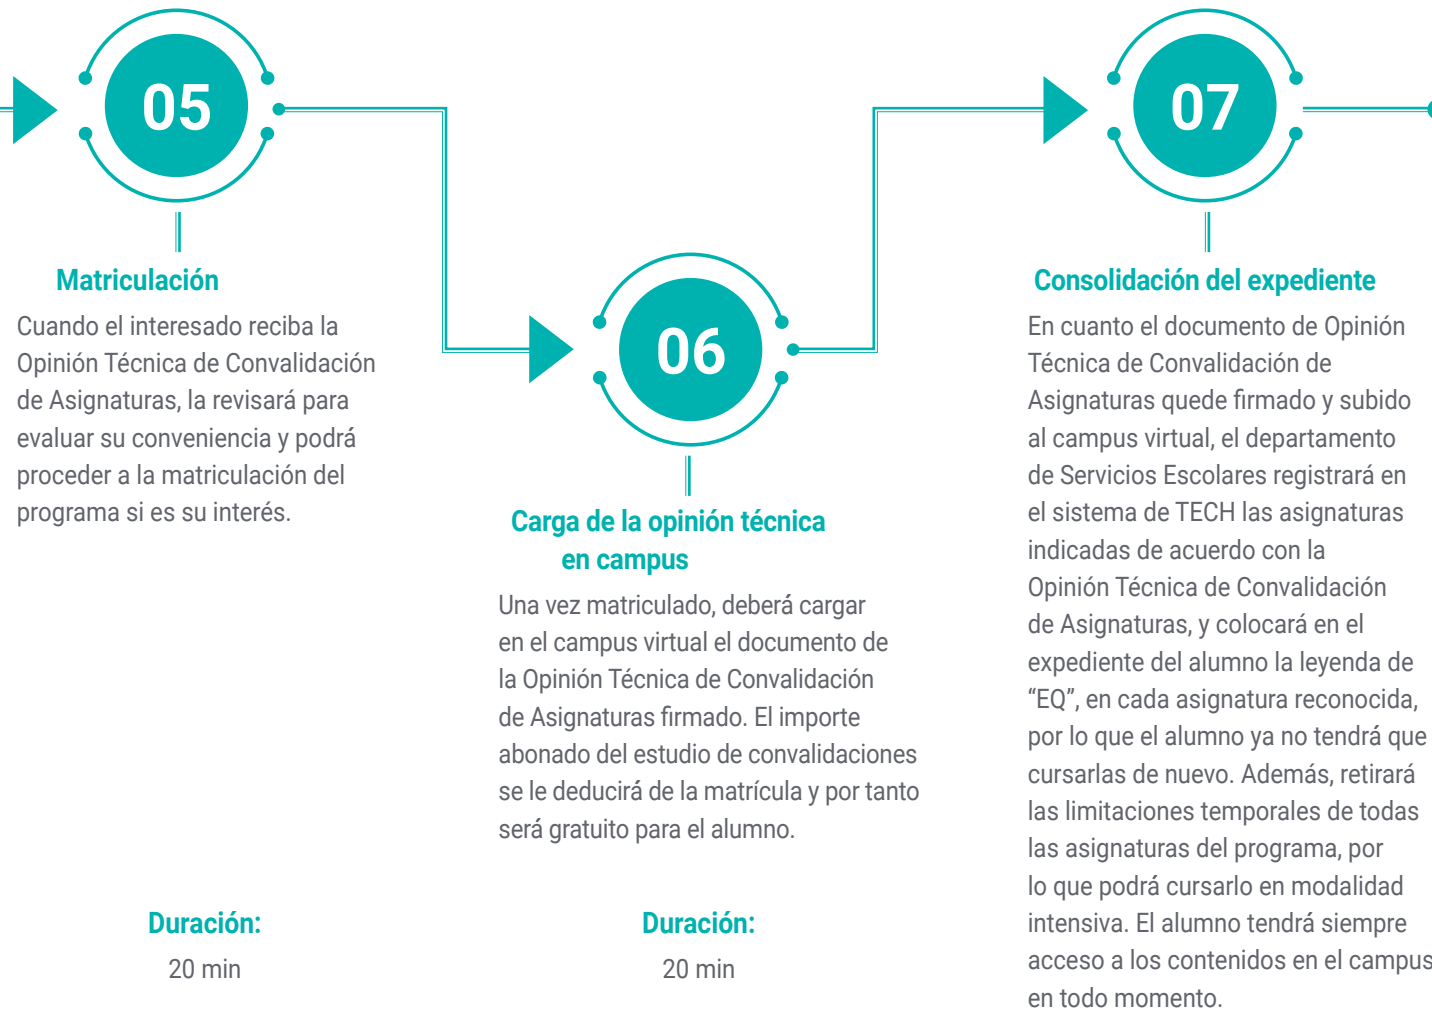 05
Matriculación
Cuando el interesado reciba la
Opinión Técnica de Convalidación
de Asignaturas, la revisará para
evaluar su conveniencia y podrá
proceder a la matriculación del
programa si es su interés.
Duración:
20 min
06
Carga de la opinión técnica
en campus
Una vez matriculado, deberá cargar
en el campus virtual el documento de
la Opinión Técnica de Convalidación
de Asignaturas firmado. El importe
abonado del estudio de convalidaciones
se le deducirá de la matrícula y por tanto
será gratuito para el alumno.
Duración:
20 min
07
Consolidación del expediente
En cuanto el documento de Opinión
Técnica de Convalidación de
Asignaturas quede firmado y subido
al campus virtual, el departamento
de Servicios Escolares registrará en
el sistema de TECH las asignaturas
indicadas de acuerdo con la
Opinión Técnica de Convalidación
de Asignaturas, y colocará en el
expediente del alumno la leyenda de
“EQ”, en cada asignatura reconocida,
por lo que el alumno ya no tendrá que
cursarlas de nuevo. Además, retirará
las limitaciones temporales de todas
las asignaturas del programa, por
lo que podrá cursarlo en modalidad
intensiva. El alumno tendrá siempre
acceso a los contenidos en el campus
en todo momento.